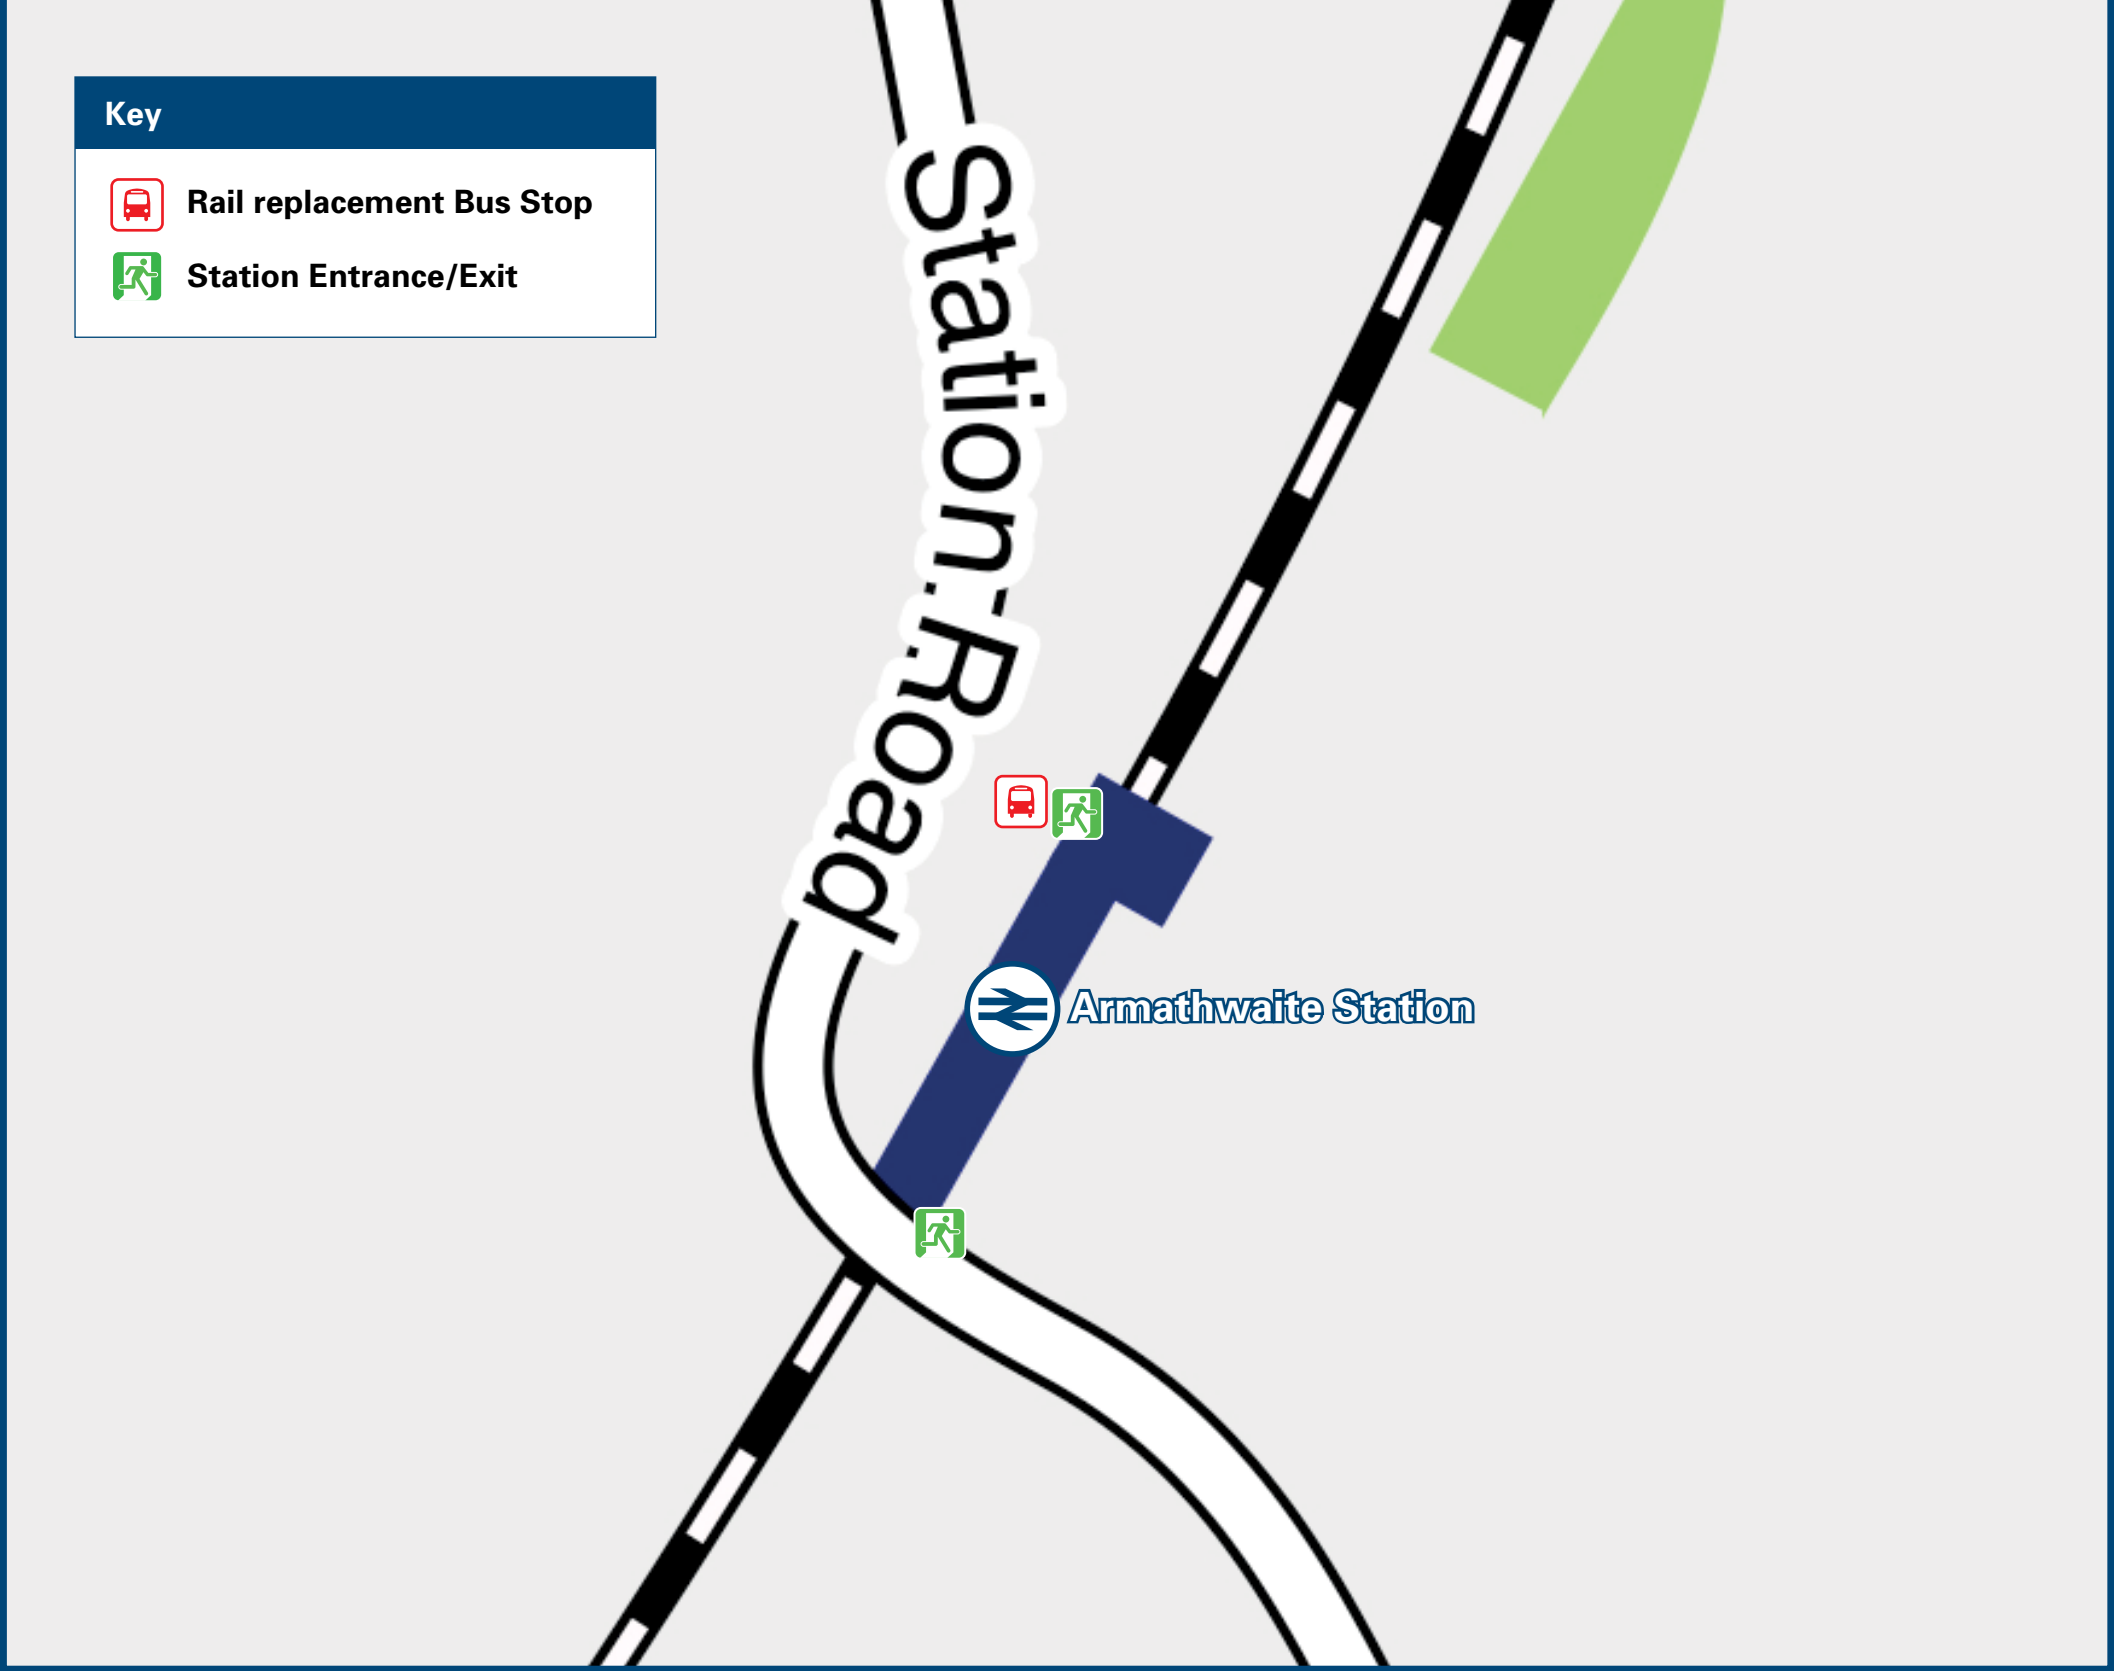 Key
Rail replacement Bus Stop
Station Entrance/Exit
Station Road
Armathwaite Station